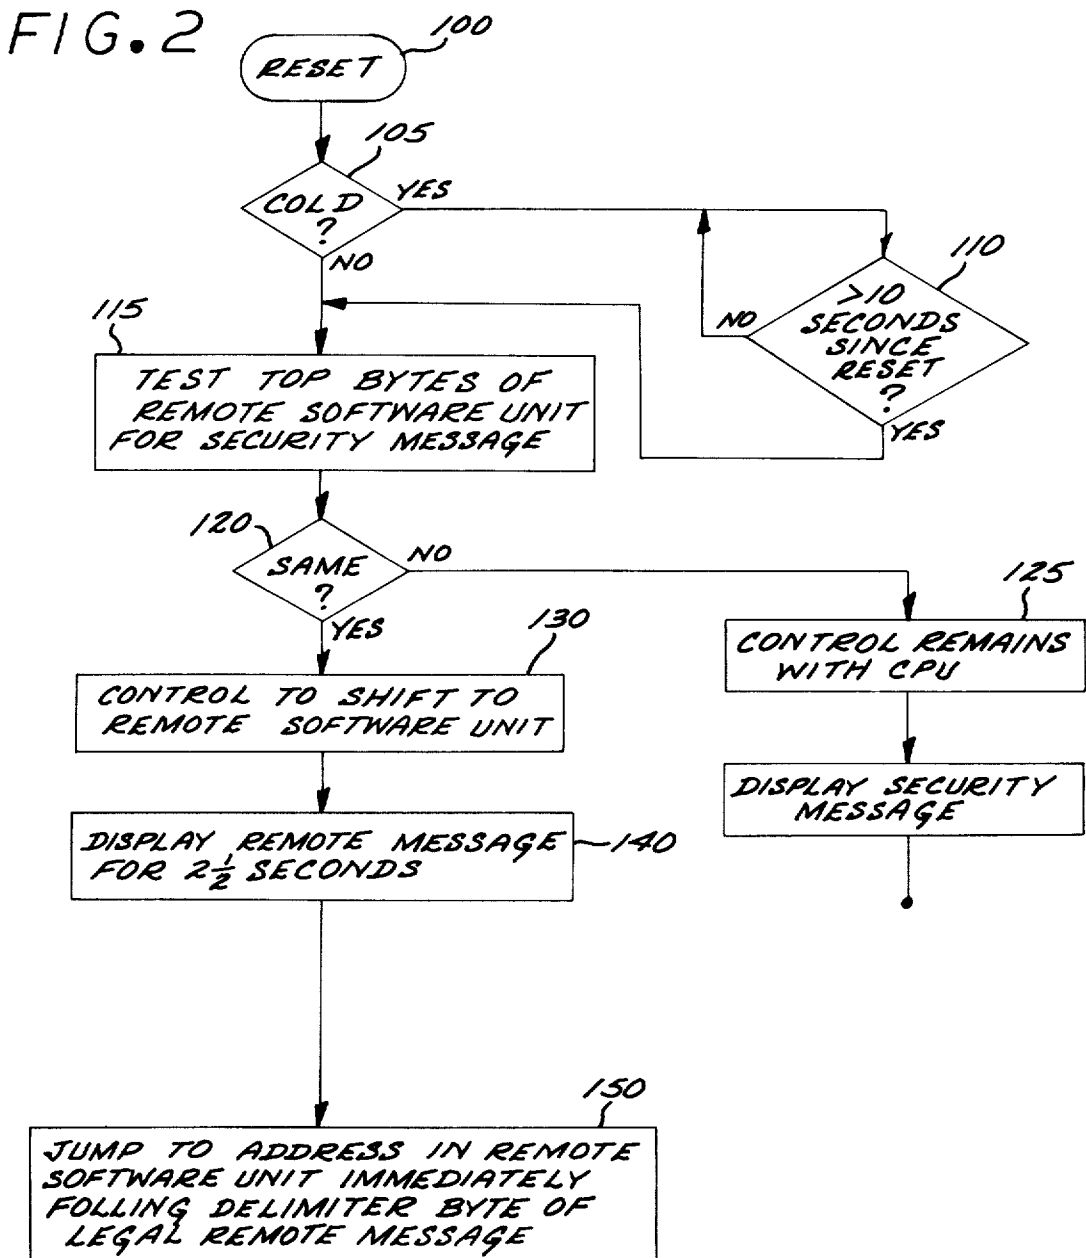 FIG. 2
100
RESET
105
COLD
?
YES
NO
110
>10
SECONDS
SINCE
RESET
?
NO
YES
115
TEST TOP BYTES OF
REMOTE SOFTWARE UNIT
FOR SECURITY MESSAGE
120
SAME
?
NO
YES
125
CONTROL REMAINS
WITH CPU
130
CONTROL TO SHIFT TO
REMOTE SOFTWARE UNIT
DISPLAY SECURITY
MESSAGE
DISPLAY REMOTE MESSAGE
FOR 2½ SECONDS
140
150
JUMP TO ADDRESS IN REMOTE
SOFTWARE UNIT IMMEDIATELY
FOLLING DELIMITER BYTE OF
LEGAL REMOTE MESSAGE